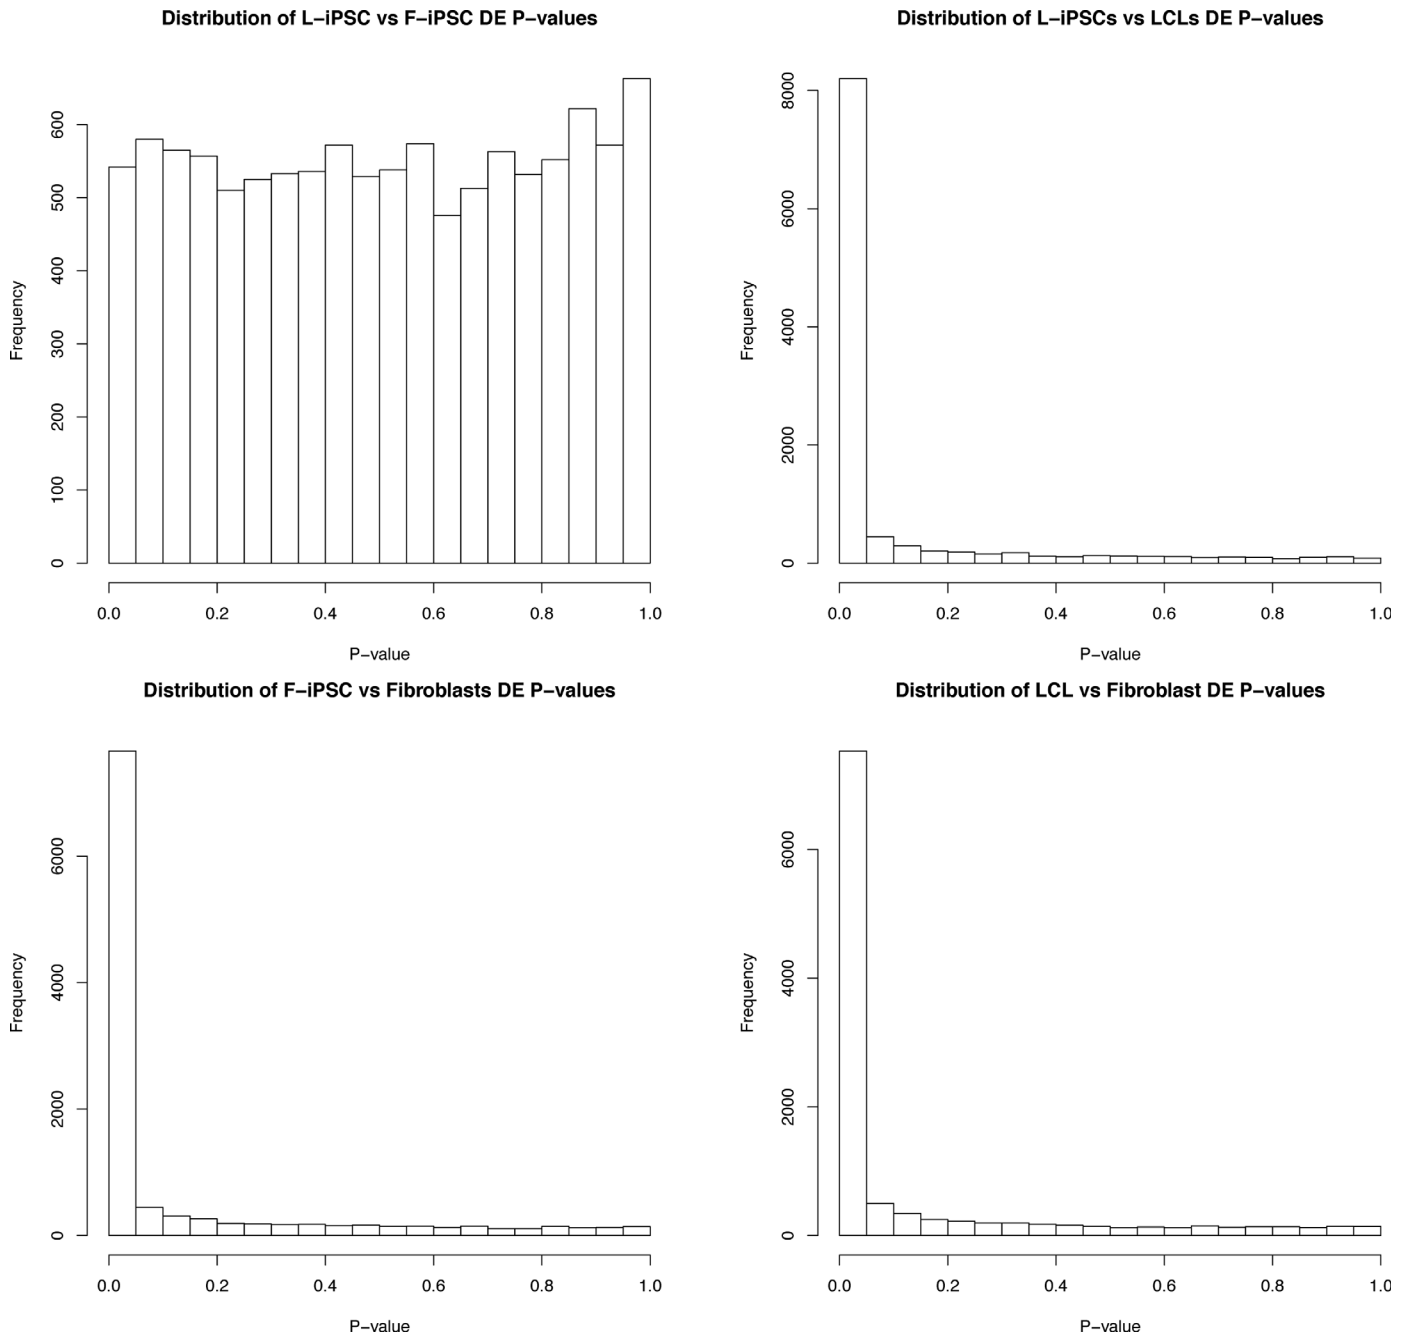 Distribution of L−iPSC vs F−iPSC DE P−values
Frequency
0
100
200
300
400
500
600
0.0 0.2 0.4 0.6 0.8 1.0
P−value
Distribution of L−iPSCs vs LCLs DE P−values
Frequency
0
2000
4000
6000
8000
0.0 0.2 0.4 0.6 0.8 1.0
P−value
Distribution of F−iPSC vs Fibroblasts DE P−values
Frequency
0
2000
4000
6000
0.0 0.2 0.4 0.6 0.8 1.0
P−value
Distribution of LCL vs Fibroblast DE P−values
Frequency
0
2000
4000
6000
0.0 0.2 0.4 0.6 0.8 1.0
P−value